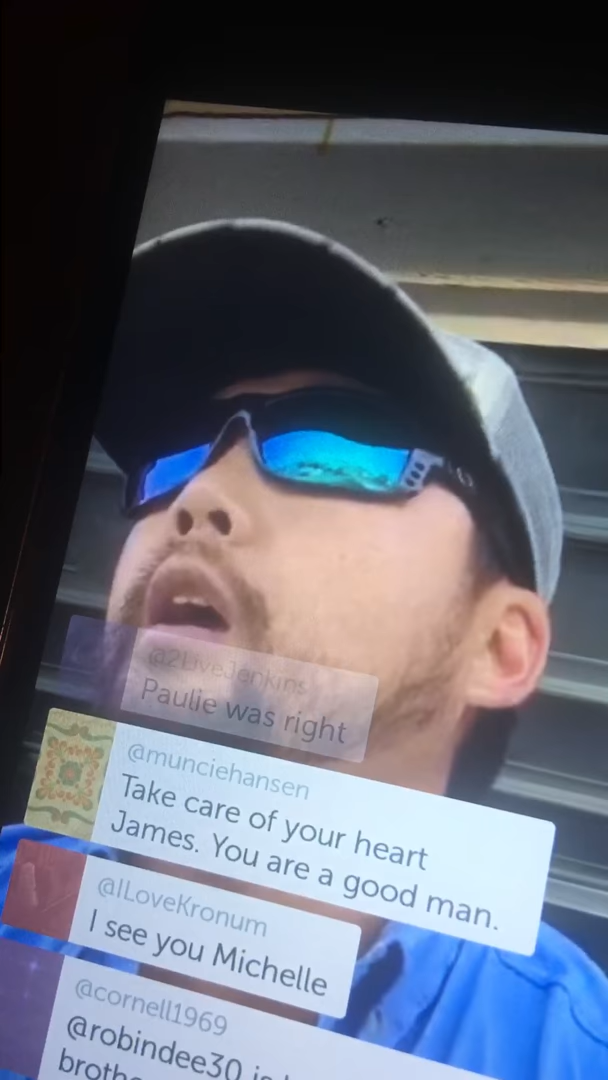 @2LiveJenkins
Paulie was right
@munciehansen
Take care of your heart
James. You are a good man.
@ILoveKronum
I see you Michelle
@cornell1969
@robindee30 is